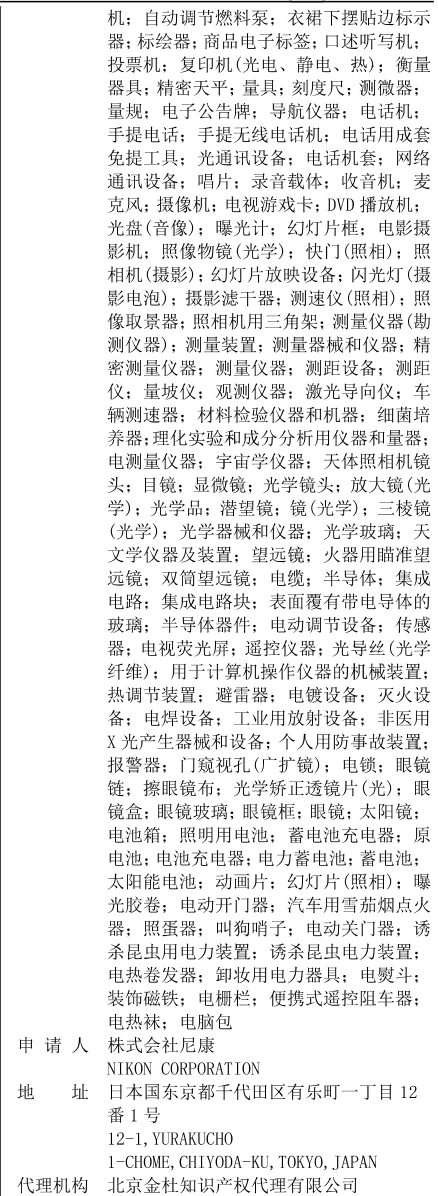 机；自动调节燃料泵；衣裙下摆贴边标示
器；标绘器；商品电子标签；口述听写机；
投票机；复印机(光电、静电、热)；衡量
器具；精密天平；量具；刻度尺；测微器；
量规；电子公告牌；导航仪器；电话机；
手提电话；手提无线电话机；电话用成套
免提工具；光通讯设备；电话机套；网络
通讯设备；唱片；录音载体；收音机；麦
克风；摄像机；电视游戏卡；DVD 播放机；
光盘(音像)；曝光计；幻灯片框；电影摄
影机；照像物镜(光学)；快门(照相)；照
相机(摄影)；幻灯片放映设备；闪光灯(摄
影电泡)；摄影滤干器；测速仪(照相)；照
像取景器；照相机用三角架；测量仪器(勘
测仪器)；测量装置；测量器械和仪器；精
密测量仪器；测量仪器；测距设备；测距
仪；量坡仪；观测仪器；激光导向仪；车
辆测速器；材料检验仪器和机器；细菌培
养器；理化实验和成分分析用仪器和量器；
电测量仪器；宇宙学仪器；天体照相机镜
头；目镜；显微镜；光学镜头；放大镜(光
学)；光学品；潜望镜；镜(光学)；三棱镜
(光学)；光学器械和仪器；光学玻璃；天
文学仪器及装置；望远镜；火器用瞄准望
远镜；双筒望远镜；电缆；半导体；集成
电路；集成电路块；表面覆有带电导体的
玻璃；半导体器件；电动调节设备；传感
器；电视荧光屏；遥控仪器；光导丝(光学
纤维)；用于计算机操作仪器的机械装置；
热调节装置；避雷器；电镀设备；灭火设
备；电焊设备；工业用放射设备；非医用
X 光产生器械和设备；个人用防事故装置；
报警器；门窥视孔(广扩镜)；电锁；眼镜
链；擦眼镜布；光学矫正透镜片(光)；眼
镜盒；眼镜玻璃；眼镜框；眼镜；太阳镜；
电池箱；照明用电池；蓄电池充电器；原
电池；电池充电器；电力蓄电池；蓄电池；
太阳能电池；动画片；幻灯片(照相)；曝
光胶卷；电动开门器；汽车用雪茄烟点火
器；照蛋器；叫狗哨子；电动关门器；诱
杀昆虫用电力装置；诱杀昆虫电力装置；
电热卷发器；卸妆用电力器具；电熨斗；
装饰磁铁；电栅栏；便携式遥控阻车器；
电热袜；电脑包
申 请 人 株式会社尼康
NIKON CORPORATION
地 址 日本国东京都千代田区有乐町一丁目 12
番 1 号
12-1,YURAKUCHO
1-CHOME,CHIYODA-KU,TOKYO,JAPAN
代理机构 北京金杜知识产权代理有限公司